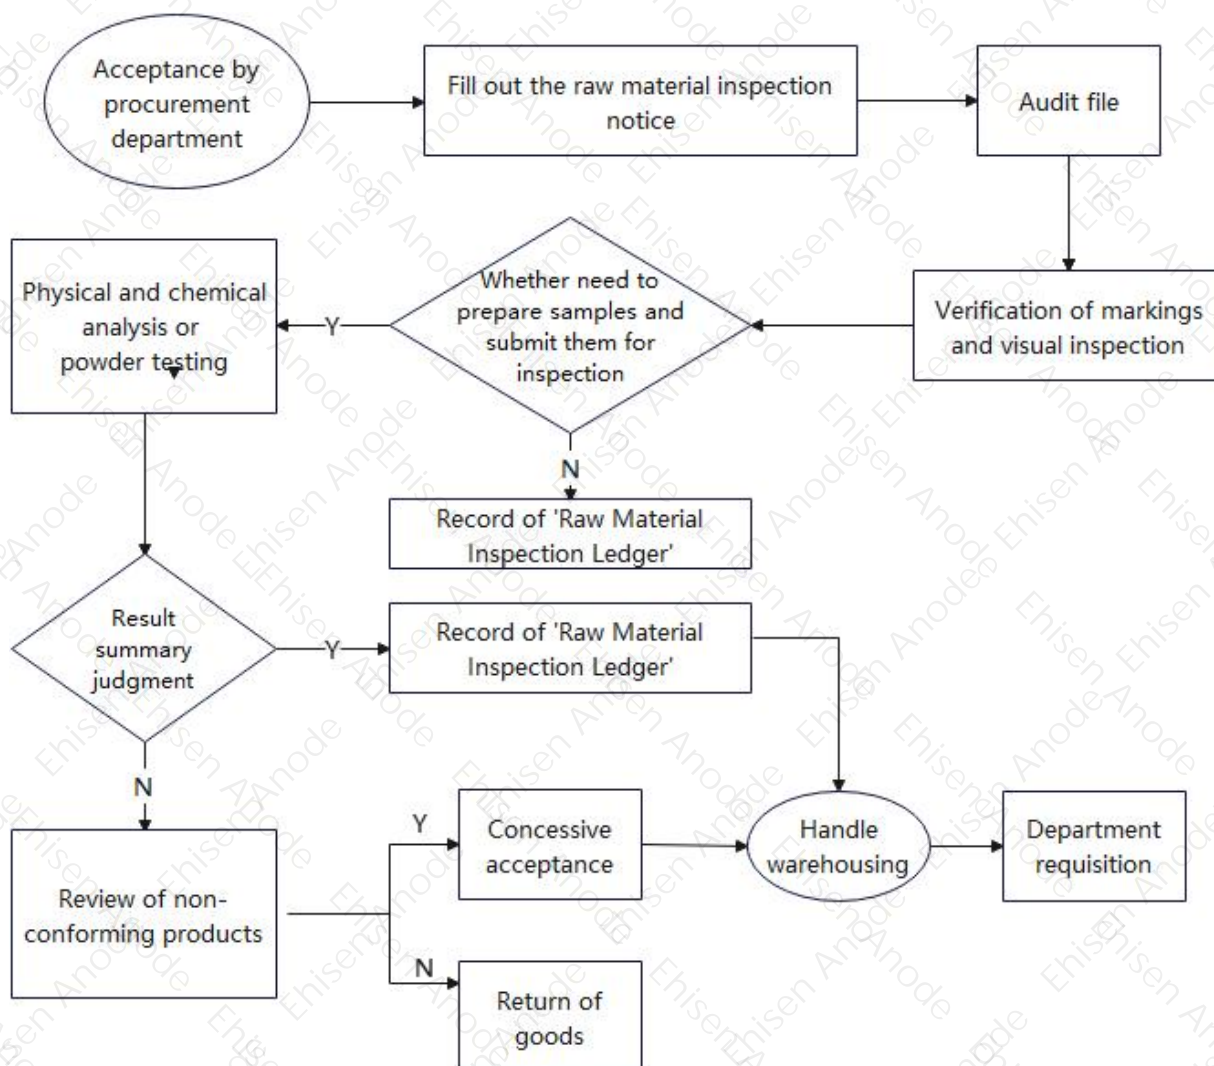 Acceptance by
procurement
department
Fill out the raw material inspection
notice
Audit file
Physical and chemical
analysis or
powder testing
Y
Whether need to
prepare samples and
submit them for
inspection
Verification of markings
and visual inspection
N
Record of 'Raw Material
Inspection Ledger'
Result
summary
judgment
Y
Record of 'Raw Material
Inspection Ledger'
N
Review of non-
conforming products
Y
Concessive
acceptance
Handle
warehousing
Department
requisition
N
Return of
goods
Ehisen Anode